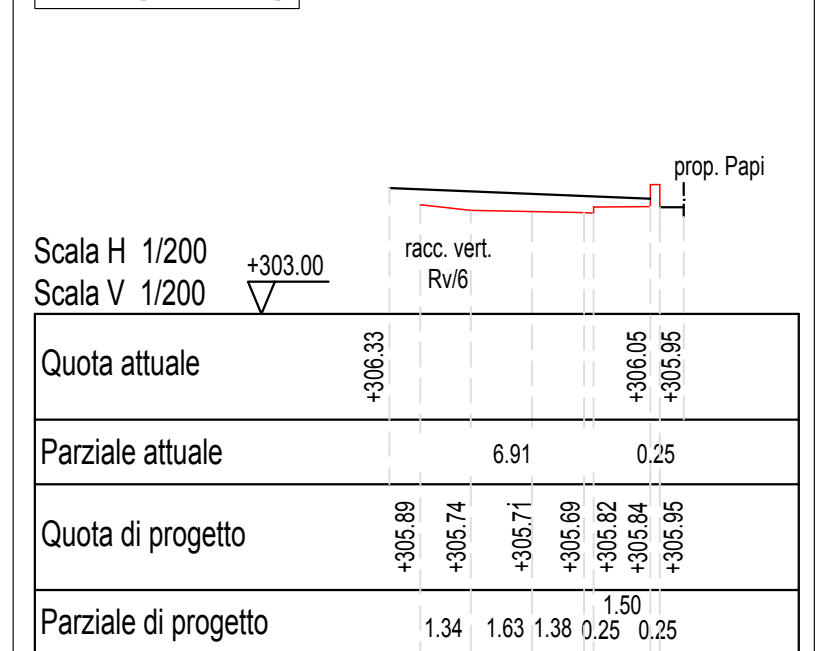 prop. Papi
Scala H 1/200
Scala V 1/200
+303.00
racc. vert.
Rv/6
Quota attuale
+306.33
+306.05
+305.95
Parziale attuale
6.91
0.25
Quota di progetto
+305.89
+305.74
+305.71
+305.69
+305.82
+305.84
+305.95
Parziale di progetto
1.34
1.63
1.38
0.25
1.50
0.25